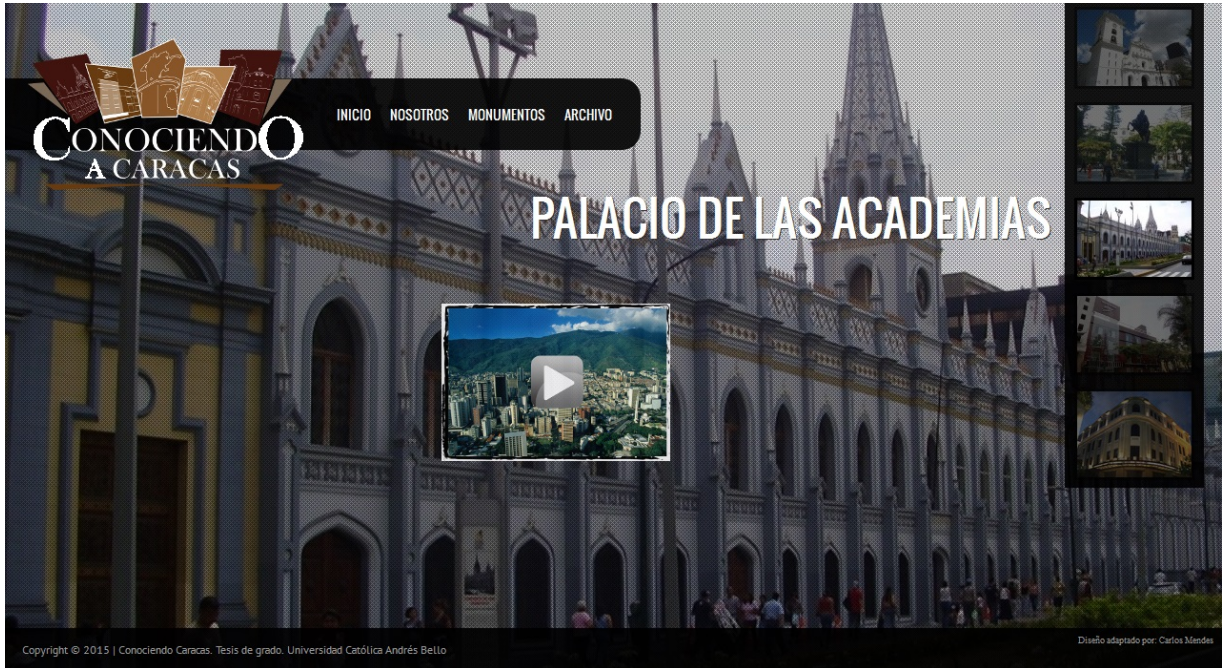 CONOCIENDO
A CARACAS
INICIO NOSOTROS MONUMENTOS ARCHIVO
PALACIO DE LAS ACADEMIAS
Copyright © 2015 | Conociendo Caracas. Tesis de grado. Universidad Católica Andrés Bello
Diseño adaptado por: Carlos Mendes